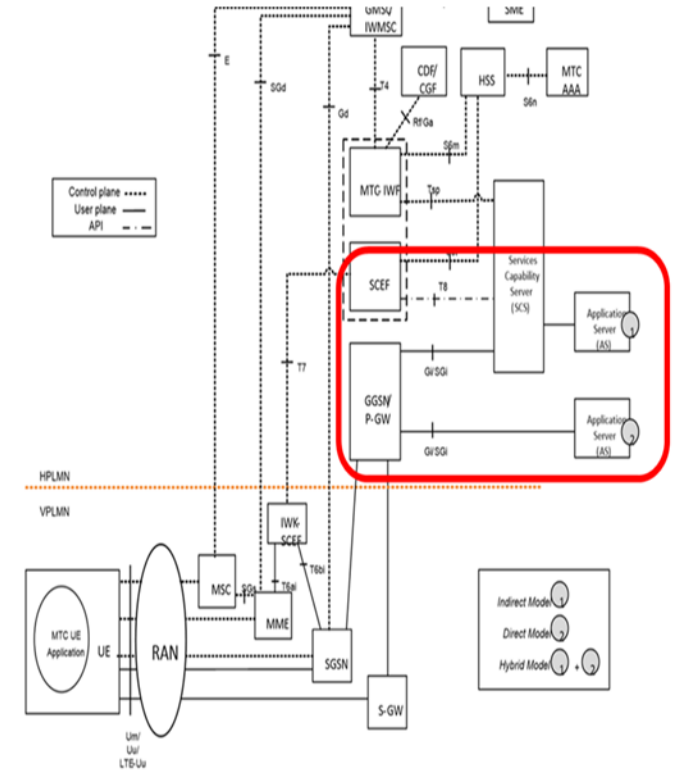 GMSC/
IWMSC
SME
E
SGd
Gd
T4
CDF/
CGF
Rf/Ga
HSS
S6n
MTC
AAA
S6m
MTC-IWF
Tsp
Control plane
User plane
API
SCEF
T8
Services
Capability
Server
(SCS)
Application
Server
(AS)
1
T7
GGSN/
P-GW
Gi/SGi
Gi/SGi
Application
Server
(AS)
2
HPLMN
VPLMN
IWK-
SCEF
T6bi
T6ai
MSC
SGs
MME
MTC UE
Application
UE
RAN
SGSN
S-GW
Um/
Uu/
LTE-Uu
Indirect Model 1
Direct Model 2
Hybrid Model 1 + 2